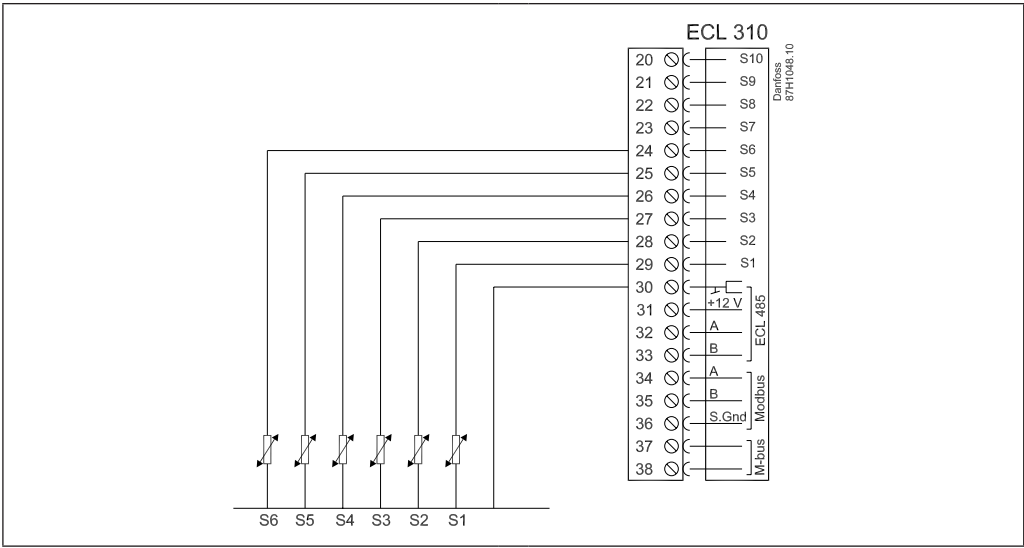 ECL 310
Danfoss
87H1048.10
20 S10
21 S9
22 S8
23 S7
24 S6
25 S5
26 S4
27 S3
28 S2
29 S1
30
31 +12 V
32 A
33 B
ECL 485
34 A
35 B
36 S.Gnd
Modbus
37
38
M-bus
S6 S5 S4 S3 S2 S1